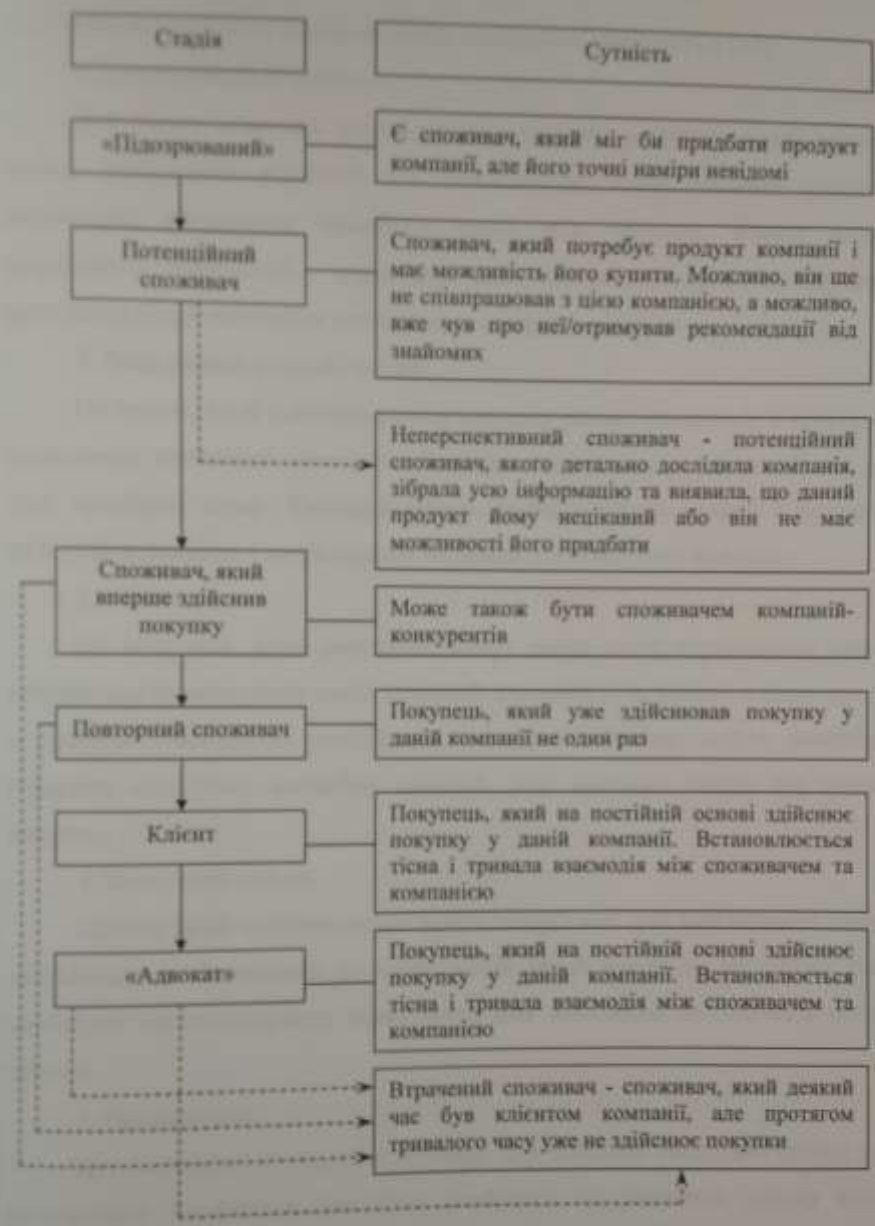 Стадія
Сутність
«Підозрюваний»
Є споживач, який міг би придбати продукт
компанії, але його точні наміри невідомі
Потенційний
споживач
Споживач, який потребує продукт компанії і
має можливість його купити. Можливо, він ще
не співпрацював з цією компанією, а можливо,
вже чув про неї/отримував рекомендації від
знайомих
Неперспективний споживач - потенційний
споживач, якого детально дослідила компанія,
зібрала усю інформацію та виявила, що даний
продукт йому нецікавий або він не має
можливості його придбати
Споживач, який
вперше здійснив
покупку
Може також бути споживачем компаній-
конкурентів
Повторний споживач
Покупець, який уже здійснював покупку у
даній компанії не один раз
Клієнт
Покупець, який на постійній основі здійснює
покупку у даній компанії. Встановлюється
тісна і тривала взаємодія між споживачем та
компанією
«Адвокат»
Покупець, який на постійній основі здійснює
покупку у даній компанії. Встановлюється
тісна і тривала взаємодія між споживачем та
компанією
Втрачений споживач - споживач, який деякий
час був клієнтом компанії, але протягом
тривалого часу уже не здійснює покупки